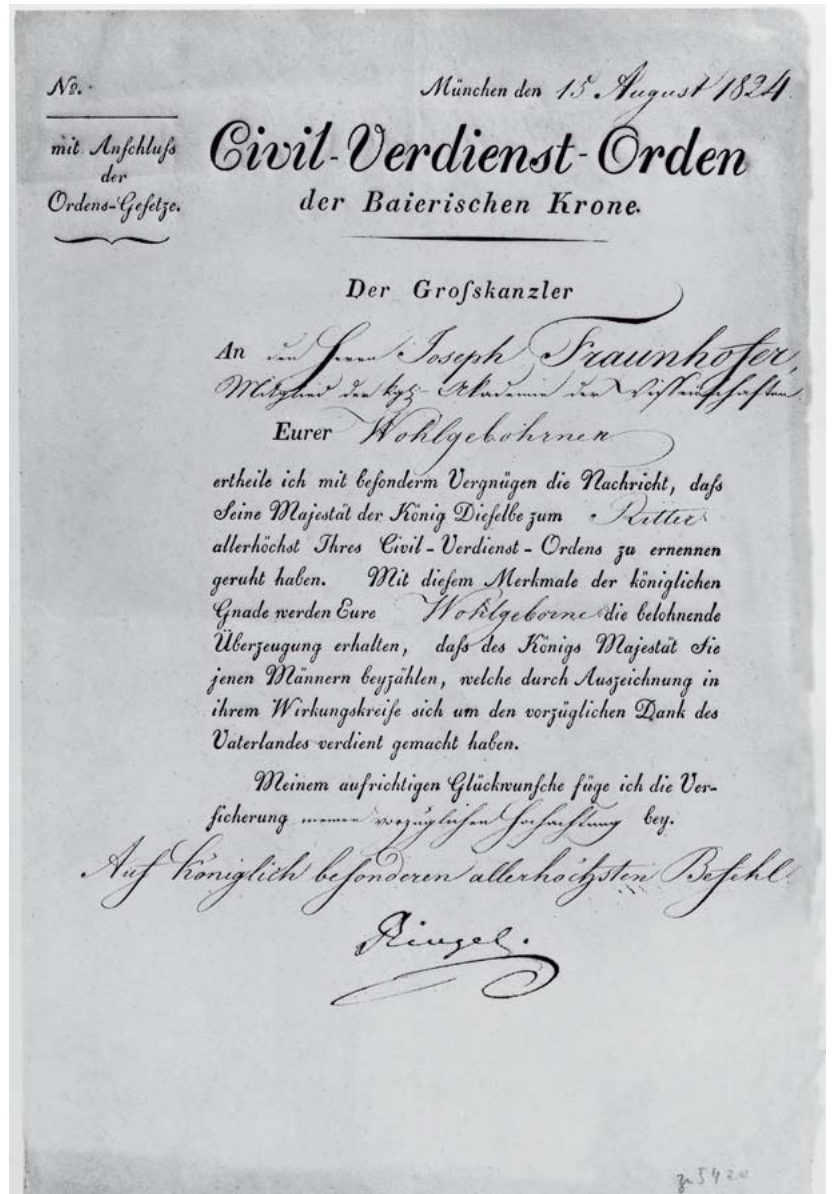 No.
München den 15 August 1824.
mit Anſchluſs
der
Ordens-Geſetze.
Civil-Verdienst-Orden
der Baierischen Krone.
Der Groſskanzler
An den Herrn Joseph Fraunhofer,
Mitglied der kgl. Akademie der Wissenschaften
Eurer Wohlgebohrnen
ertheile ich mit beſonderm Vergnügen die Nachricht, daſs
Seine Majestät der König Dieſelbe zum Ritter
allerhöchst Ihres Civil-Verdienst-Ordens zu ernennen
geruht haben. Mit dieſem Merkmale der königlichen
Gnade werden Eure Wohlgeborne die belohnende
Überzeugung erhalten, daſs des Königs Majestät Sie
jenen Männern beyzählen, welche durch Auszeichnung in
ihrem Wirkungskreiſe sich um den vorzüglichen Dank des
Vaterlandes verdient gemacht haben.
Meinem aufrichtigen Glückwunſche füge ich die Ver-
ſicherung meiner vorzüglichen Hochachtung bey.
Auf Königlich beſonderen allerhöchſten Befehl
Ringel.